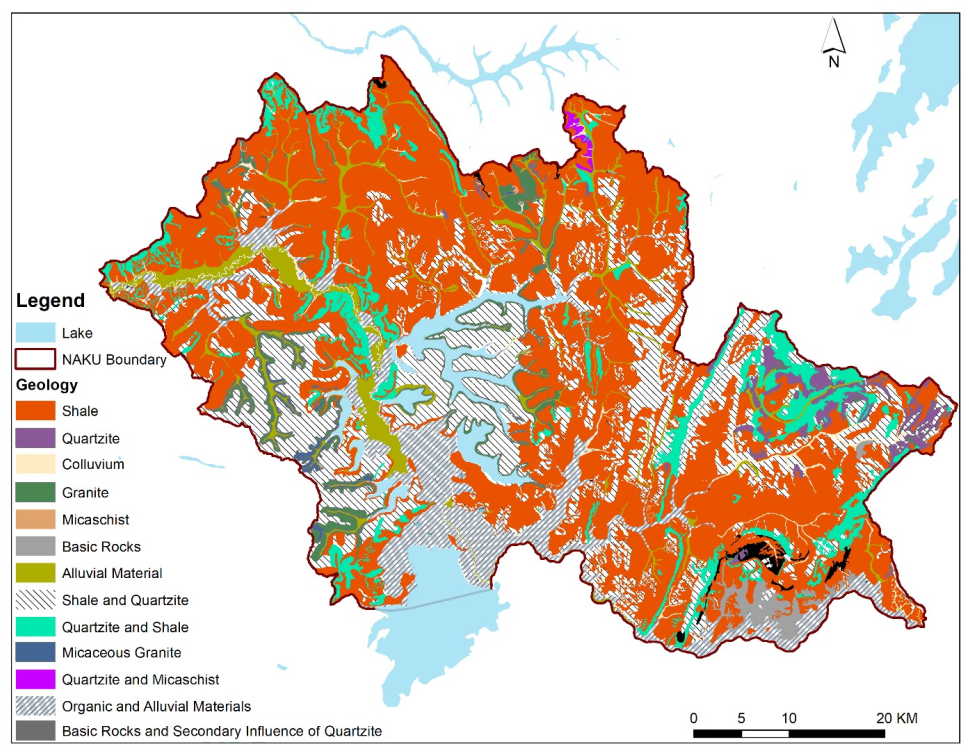 N
Legend
Lake
NAKU Boundary
Geology
Shale
Quartzite
Colluvium
Granite
Micaschist
Basic Rocks
Alluvial Material
Shale and Quartzite
Quartzite and Shale
Micaceous Granite
Quartzite and Micaschist
Organic and Alluvial Materials
Basic Rocks and Secondary Influence of Quartzite
0 5 10 20 KM